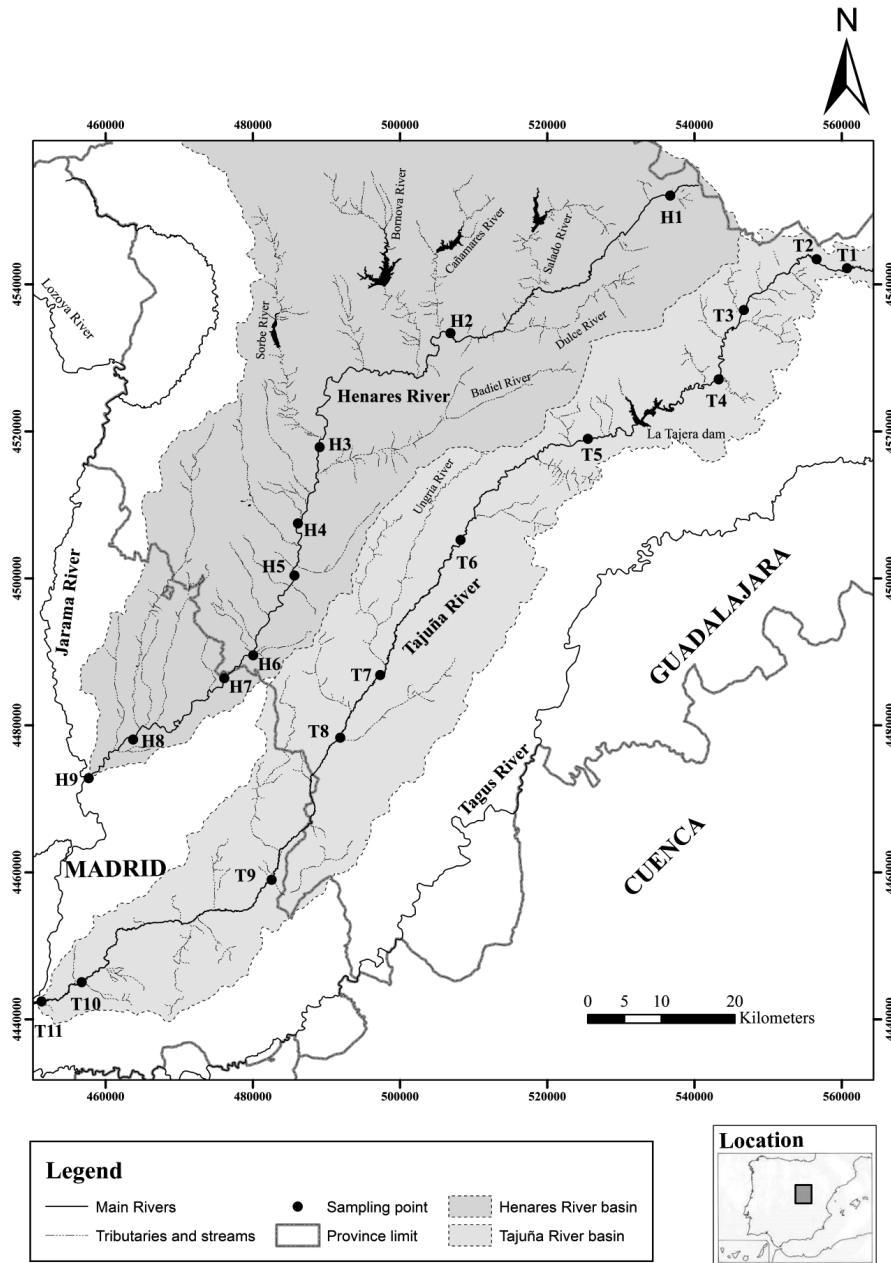 N
460000 480000 500000 520000 540000 560000
Bornova River
H1
Cañamares River
Salado River
T2
T1
4540000
4540000
Lozoya River
Sorbe River
H2
Dulce River
T3
Henares River
Badiel River
T4
4520000
4520000
H3
La Tajera dam
T5
Ungria River
H4
T6
Jarama River
H5
4500000
4500000
Tajuña River
GUADALAJARA
H6
H7
T7
H8
T8
4480000
4480000
H9
Tagus River
MADRID
T9
CUENCA
4460000
4460000
T10
T11
0 5 10 20
Kilometers
4440000
4440000
460000 480000 500000 520000 540000 560000
Legend
Main Rivers
Sampling point
Henares River basin
Tributaries and streams
Province limit
Tajuña River basin
Location